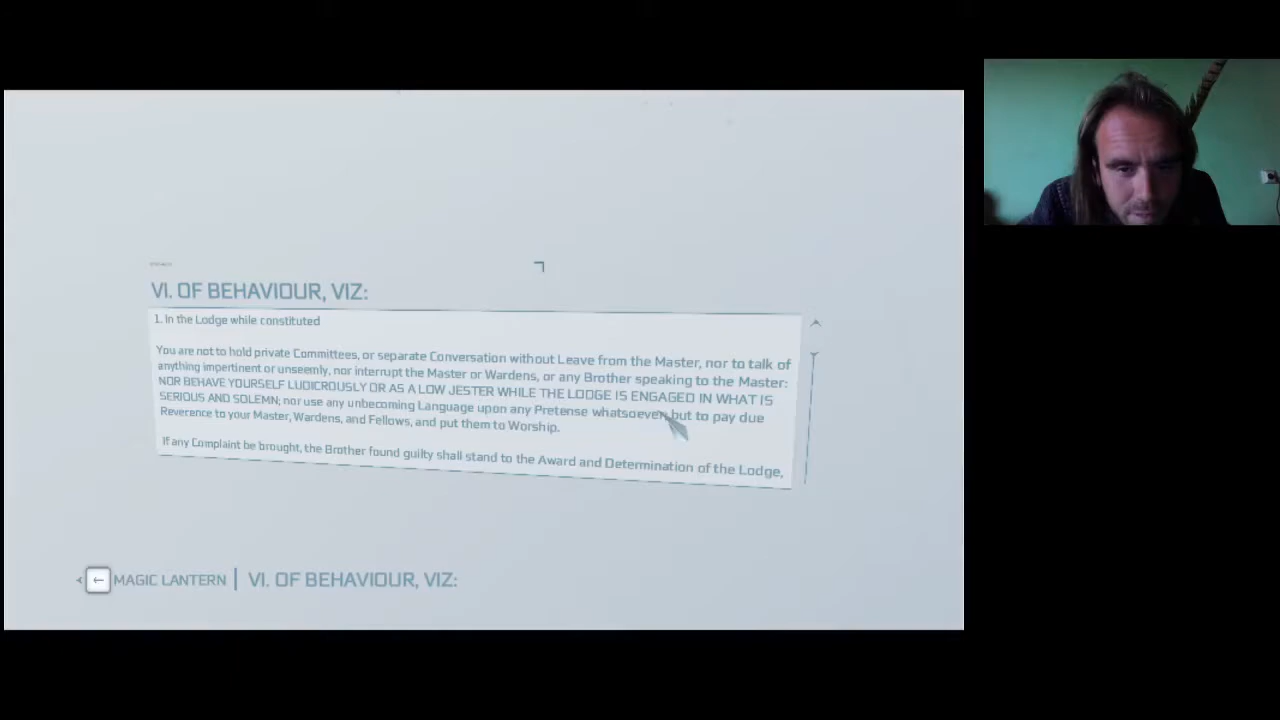 VI. OF BEHAVIOUR, VIZ:
1. In the Lodge while constituted
You are not to hold private Committees, or separate Conversation without Leave from the Master, nor to talk of
anything impertinent or unseemly, nor interrupt the Master or Wardens, or any Brother speaking to the Master:
NOR BEHAVE YOURSELF LUDICROUSLY OR AS A LOW JESTER WHILE THE LODGE IS ENGAGED IN WHAT IS
SERIOUS AND SOLEMN; nor use any unbecoming Language upon any Pretense whatsoever, but to pay due
Reverence to your Master, Wardens, and Fellows, and put them to Worship.
If any Complaint be brought, the Brother found guilty shall stand to the Award and Determination of the Lodge,
MAGIC LANTERN | VI. OF BEHAVIOUR, VIZ: